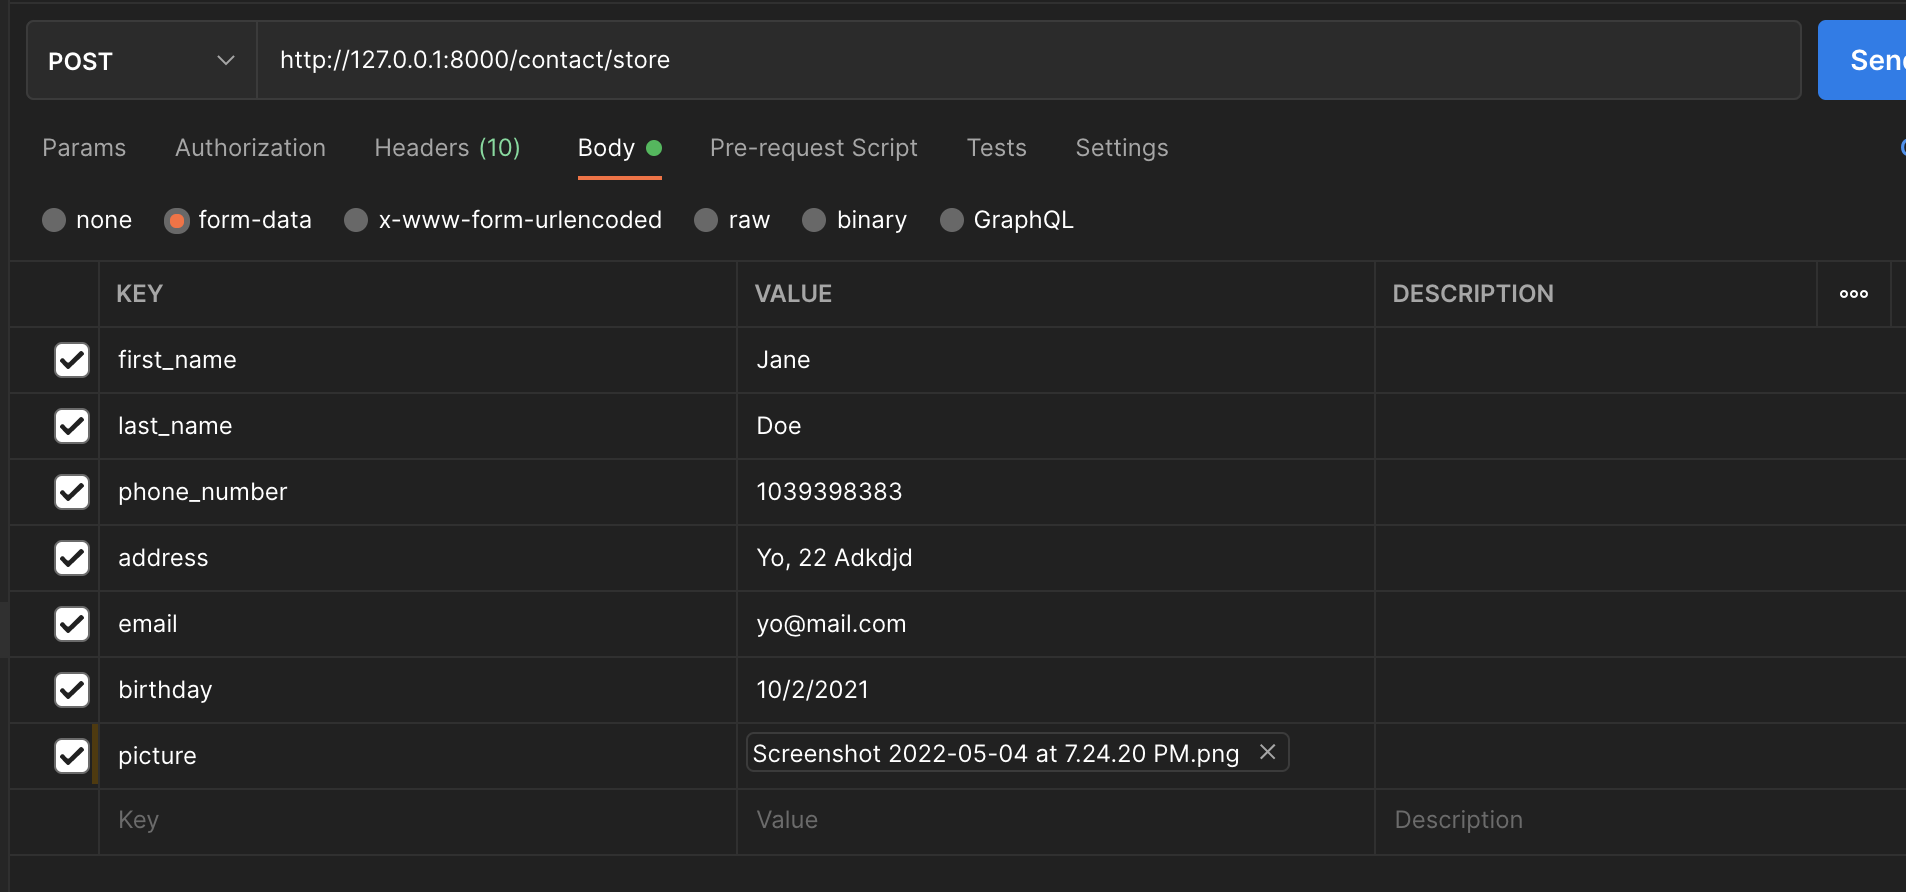 POST http://127.0.0.1:8000/contact/store Sen
Params Authorization Headers (10) Body Pre-request Script Tests Settings
none form-data x-www-form-urlencoded raw binary GraphQL
KEY VALUE DESCRIPTION
first_name Jane
last_name Doe
phone_number 1039398383
address Yo, 22 Adkdjd
email yo@mail.com
birthday 10/2/2021
picture Screenshot 2022-05-04 at 7.24.20 PM.png
Key Value Description